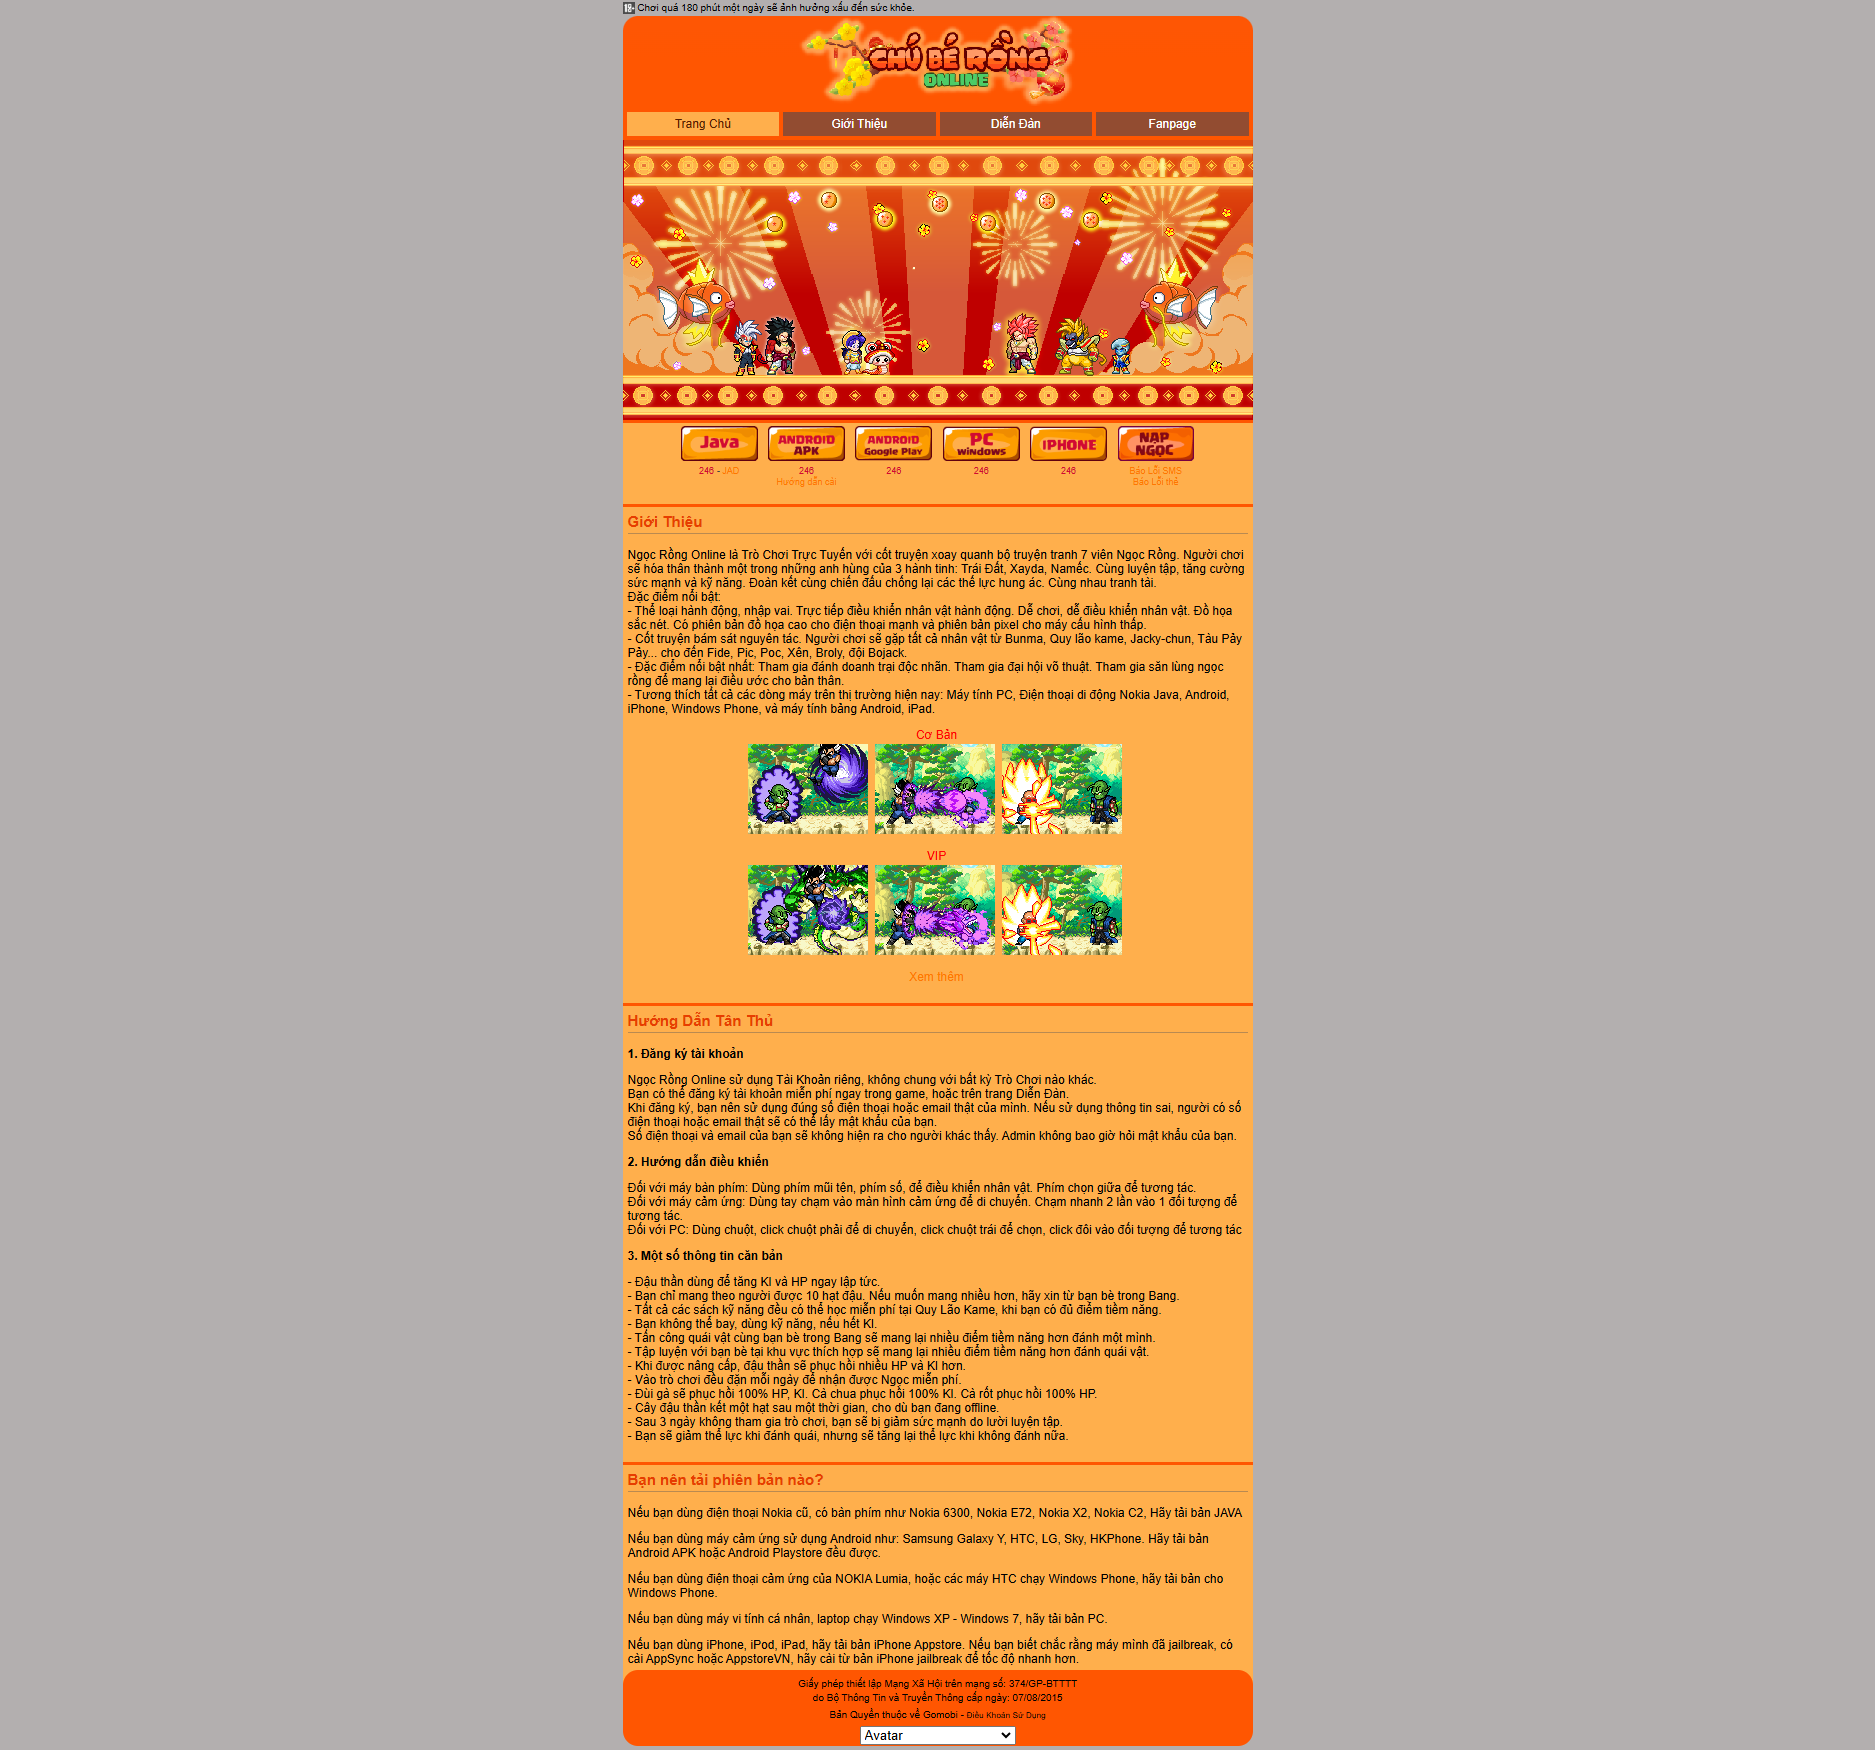 18+ Chơi quá 180 phút một ngày sẽ ảnh hưởng xấu đến sức khỏe.
CHÚ BÉ RỒNG
ONLINE
Trang Chủ
Giới Thiệu
Diễn Đàn
Fanpage
Java
ANDROID APK
ANDROID Google Play
PC WINDOWS
IPHONE
NẠP NGỌC
246 - JAD
246
246
246
246
Báo Lỗi SMS
Hướng dẫn cài
Báo Lỗi thẻ
Giới Thiệu
Ngọc Rồng Online là Trò Chơi Trực Tuyến với cốt truyện xoay quanh bộ truyện tranh 7 viên Ngọc Rồng. Người chơi
sẽ hóa thân thành một trong những anh hùng của 3 hành tinh: Trái Đất, Xayda, Namếc. Cùng luyện tập, tăng cường
sức mạnh và kỹ năng. Đoàn kết cùng chiến đấu chống lại các thế lực hung ác. Cùng nhau tranh tài.
Đặc điểm nổi bật:
- Thể loại hành động, nhập vai. Trực tiếp điều khiển nhân vật hành động. Dễ chơi, dễ điều khiển nhân vật. Đồ họa
sắc nét. Có phiên bản đồ họa cao cho điện thoại mạnh và phiên bản pixel cho máy cấu hình thấp.
- Cốt truyện bám sát nguyên tác. Người chơi sẽ gặp tất cả nhân vật từ Bunma, Quy lão kame, Jacky-chun, Tàu Pảy
Pảy... cho đến Fide, Pic, Poc, Xên, Broly, đội Bojack.
- Đặc điểm nổi bật nhất: Tham gia đánh doanh trại độc nhãn. Tham gia đại hội võ thuật. Tham gia săn lùng ngọc
rồng để mang lại điều ước cho bản thân.
- Tương thích tất cả các dòng máy trên thị trường hiện nay: Máy tính PC, Điện thoại di động Nokia Java, Android,
iPhone, Windows Phone, và máy tính bảng Android, iPad.
Cơ Bản
VIP
Xem thêm
Hướng Dẫn Tân Thủ
1. Đăng ký tài khoản
Ngọc Rồng Online sử dụng Tài Khoản riêng, không chung với bất kỳ Trò Chơi nào khác.
Bạn có thể đăng ký tài khoản miễn phí ngay trong game, hoặc trên trang Diễn Đàn.
Khi đăng ký, bạn nên sử dụng đúng số điện thoại hoặc email thật của mình. Nếu sử dụng thông tin sai, người có số
điện thoại hoặc email thật sẽ có thể lấy mật khẩu của bạn.
Số điện thoại và email của bạn sẽ không hiện ra cho người khác thấy. Admin không bao giờ hỏi mật khẩu của bạn.
2. Hướng dẫn điều khiển
Đối với máy bàn phím: Dùng phím mũi tên, phím số, để điều khiển nhân vật. Phím chọn giữa để tương tác.
Đối với máy cảm ứng: Dùng tay chạm vào màn hình cảm ứng để di chuyển. Chạm nhanh 2 lần vào 1 đối tượng để
tương tác.
Đối với PC: Dùng chuột, click chuột phải để di chuyển, click chuột trái để chọn, click đôi vào đối tượng để tương tác
3. Một số thông tin căn bản
- Đậu thần dùng để tăng KI và HP ngay lập tức.
- Bạn chỉ mang theo người được 10 hạt đậu. Nếu muốn mang nhiều hơn, hãy xin từ bạn bè trong Bang.
- Tất cả các sách kỹ năng đều có thể học miễn phí tại Quy Lão Kame, khi bạn có đủ điểm tiềm năng.
- Bạn không thể bay, dùng kỹ năng, nếu hết KI.
- Tấn công quái vật cùng bạn bè trong Bang sẽ mang lại nhiều điểm tiềm năng hơn đánh một mình.
- Tập luyện với bạn bè tại khu vực thích hợp sẽ mang lại nhiều điểm tiềm năng hơn đánh quái vật.
- Khi được nâng cấp, đậu thần sẽ phục hồi nhiều HP và KI hơn.
- Vào trò chơi đều đặn mỗi ngày để nhận được Ngọc miễn phí.
- Đùi gà sẽ phục hồi 100% HP, KI. Cà chua phục hồi 100% KI. Cà rốt phục hồi 100% HP.
- Cây đậu thần kết một hạt sau một thời gian, cho dù bạn đang offline.
- Sau 3 ngày không tham gia trò chơi, bạn sẽ bị giảm sức mạnh do lười luyện tập.
- Bạn sẽ giảm thể lực khi đánh quái, nhưng sẽ tăng lại thể lực khi không đánh nữa.
Bạn nên tải phiên bản nào?
Nếu bạn dùng điện thoại Nokia cũ, có bàn phím như Nokia 6300, Nokia E72, Nokia X2, Nokia C2, Hãy tải bản JAVA
Nếu bạn dùng máy cảm ứng sử dụng Android như: Samsung Galaxy Y, HTC, LG, Sky, HKPhone. Hãy tải bản
Android APK hoặc Android Playstore đều được.
Nếu bạn dùng điện thoại cảm ứng của NOKIA Lumia, hoặc các máy HTC chạy Windows Phone, hãy tải bản cho
Windows Phone.
Nếu bạn dùng máy vi tính cá nhân, laptop chạy Windows XP - Windows 7, hãy tải bản PC.
Nếu bạn dùng iPhone, iPod, iPad, hãy tải bản iPhone Appstore. Nếu bạn biết chắc rằng máy mình đã jailbreak, có
cài AppSync hoặc AppstoreVN, hãy cài từ bản iPhone jailbreak để tốc độ nhanh hơn.
Giấy phép thiết lập Mạng Xã Hội trên mạng số: 374/GP-BTTTT
do Bộ Thông Tin và Truyền Thông cấp ngày: 07/08/2015
Bản Quyền thuộc về Gomobi - Điều Khoản Sử Dụng
Avatar